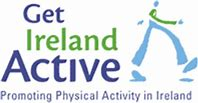 Get
Ireland
Active
Promoting Physical Activity in Ireland